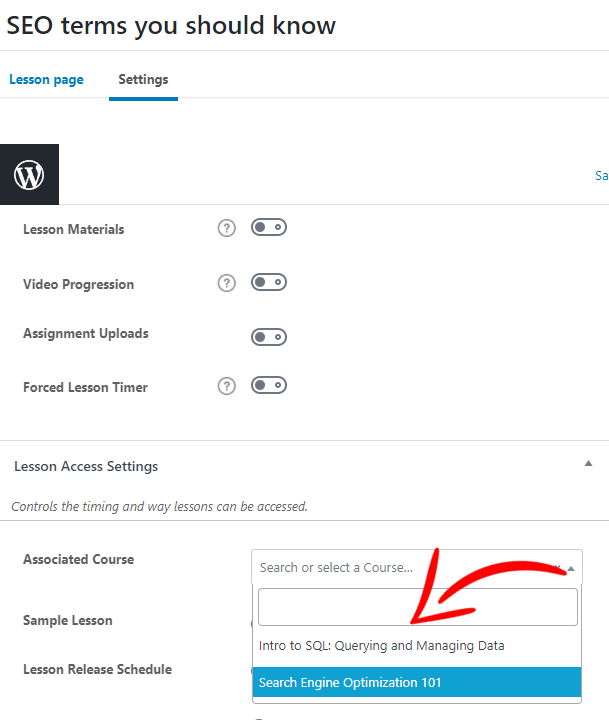 SEO terms you should know
Lesson page Settings
Sa
Lesson Materials ?
Video Progression ?
Assignment Uploads
Forced Lesson Timer ?
Lesson Access Settings
Controls the timing and way lessons can be accessed.
Associated Course Search or select a Course...
Sample Lesson
Intro to SQL: Querying and Managing Data
Lesson Release Schedule
Search Engine Optimization 101